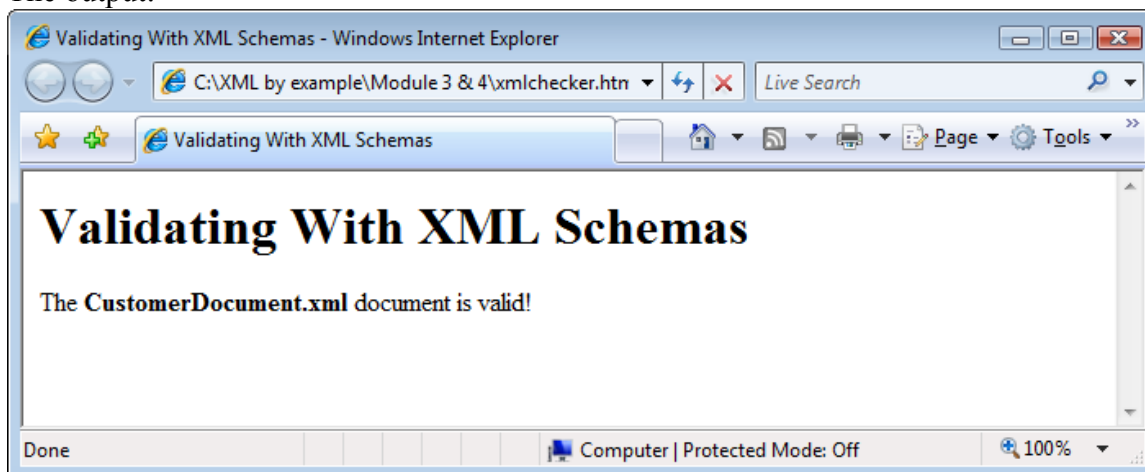 The output:
Validating With XML Schemas - Windows Internet Explorer
C:\XML by example\Module 3 & 4\xmlchecker.htm
Live Search
Validating With XML Schemas
Page
Tools
Validating With XML Schemas
The CustomerDocument.xml document is valid!
Done
Computer | Protected Mode: Off
100%